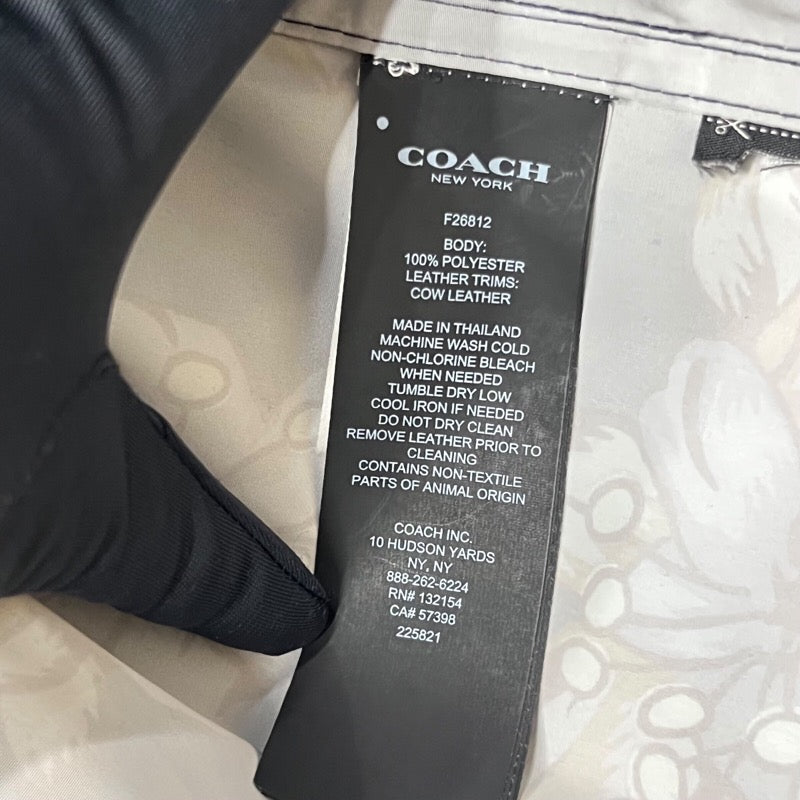 COACH
NEW YORK
F26812
BODY:
100% POLYESTER
LEATHER TRIMS:
COW LEATHER
MADE IN THAILAND
MACHINE WASH COLD
NON-CHLORINE BLEACH
WHEN NEEDED
TUMBLE DRY LOW
COOL IRON IF NEEDED
DO NOT DRY CLEAN
REMOVE LEATHER PRIOR TO
CLEANING
CONTAINS NON-TEXTILE
PARTS OF ANIMAL ORIGIN
COACH INC.
10 HUDSON YARDS
NY, NY
888-262-6224
RN# 132154
CA# 57398
225821